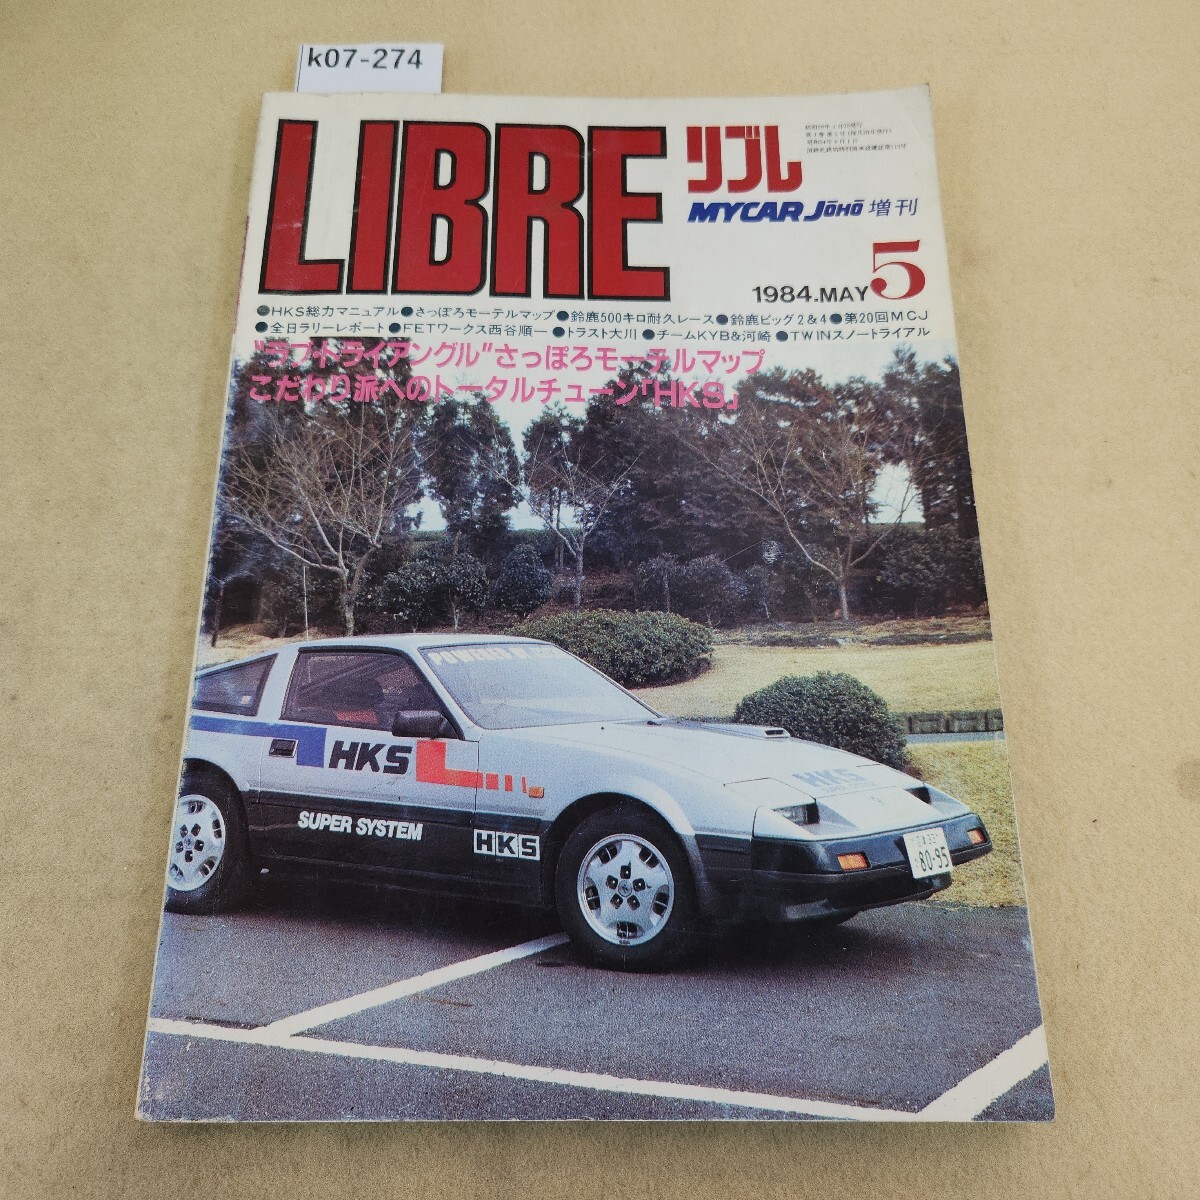 k07-274
LIBRE
リブレ
MYCAR JōHō 増刊
1984.MAY 5
●HKS総力マニュアル●さっぽろモーテルマップ●鈴鹿500キロ耐久レース●鈴鹿ビッグ2&4●第20回MCJ
●全日ラリーレポート●FETワークス西谷順一●トラスト大川●チームKYB&河崎●TWINスノートライアル
"ラブ・トライアングル"さっぽろモーテルマップ
こだわり派へのトータルチューン「HKS」
POWERED
HKS
HKS
SUPER SYSTEM
HKS
80-95